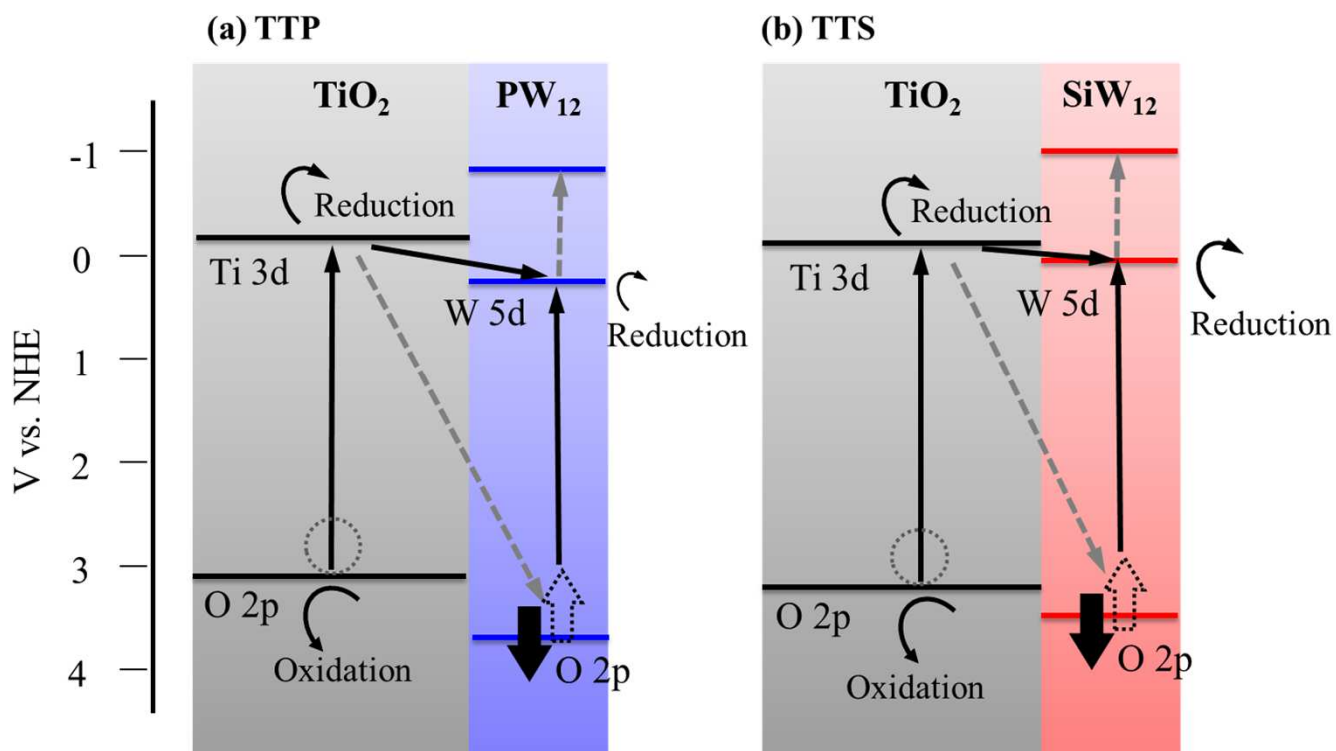 (a) TTP
(b) TTS
TiO₂
PW₁₂
TiO₂
SiW₁₂
V vs. NHE
-1
0
1
2
3
4
Reduction
Ti 3d
W 5d
Reduction
O 2p
Oxidation
O 2p
Reduction
Ti 3d
W 5d
Reduction
O 2p
Oxidation
O 2p